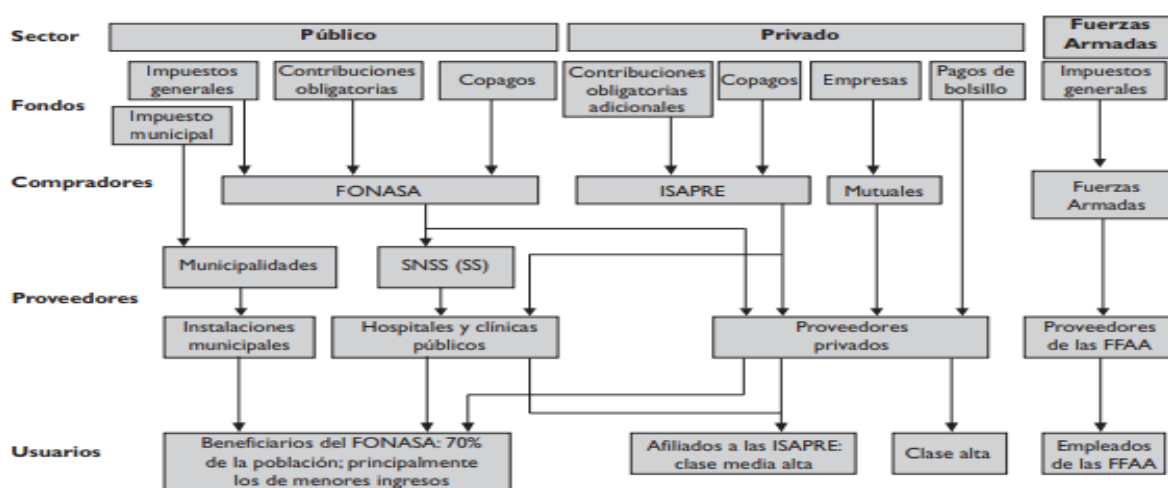 Sector
Público
Privado
Fuerzas
Armadas
Fondos
Impuestos
generales
Contribuciones
obligatorias
Copagos
Contribuciones
obligatorias
adicionales
Copagos
Empresas
Pagos de
bolsillo
Impuestos
generales
Impuesto
municipal
Compradores
FONASA
ISAPRE
Mutuales
Fuerzas
Armadas
Proveedores
Municipalidades
SNSS (SS)
Instalaciones
municipales
Hospitales y clínicas
públicos
Proveedores
privados
Proveedores
de las FFAA
Usuarios
Beneficiarios del FONASA: 70%
de la población; principalmente
los de menores ingresos
Afiliados a las ISAPRE:
clase media alta
Clase alta
Empleados
de las FFAA